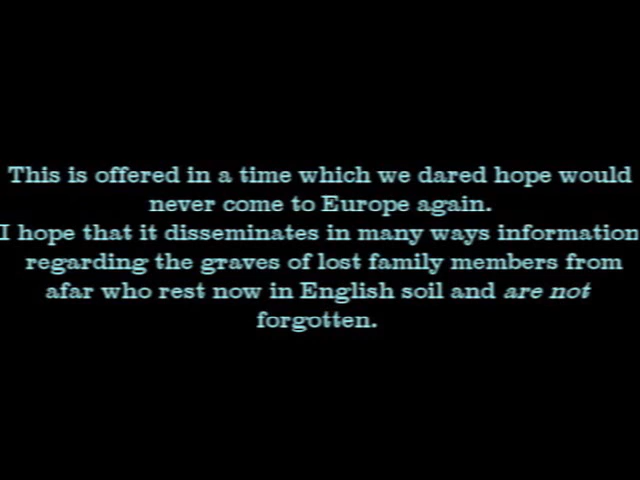 This is offered in a time which we dared hope would
never come to Europe again.
I hope that it disseminates in many ways information
regarding the graves of lost family members from
afar who rest now in English soil and are not
forgotten.